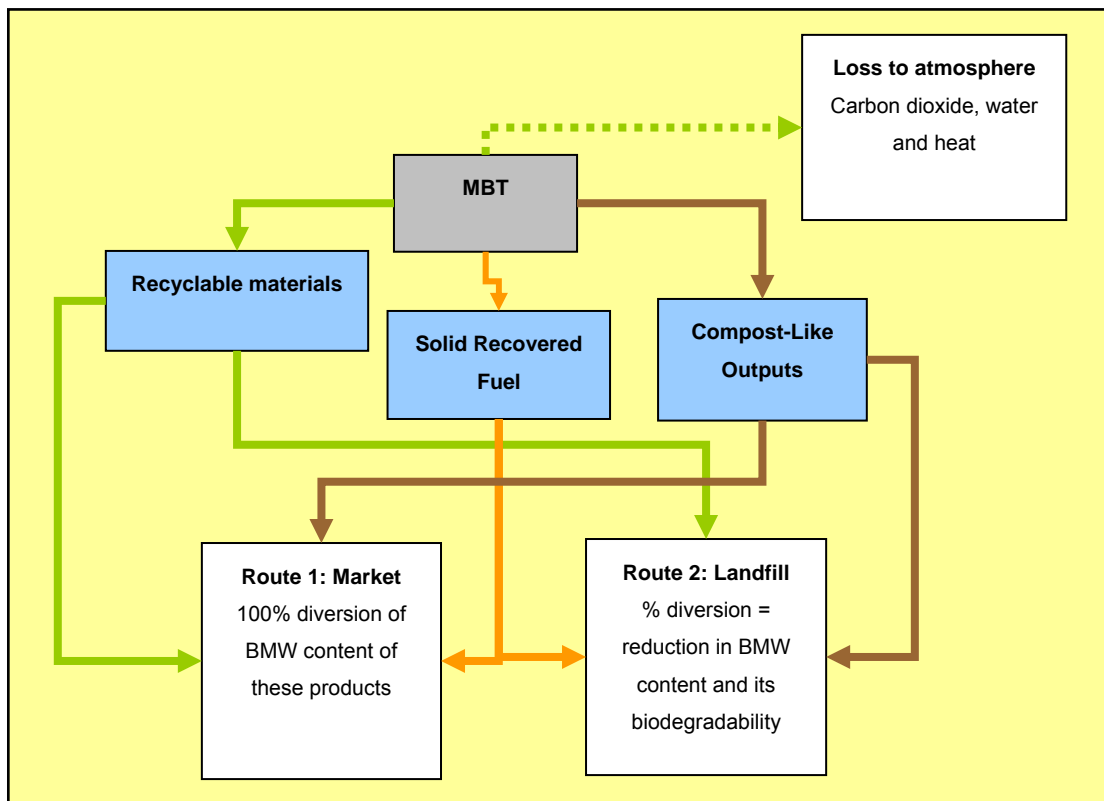 Loss to atmosphere
Carbon dioxide, water
and heat
MBT
Recyclable materials
Solid Recovered
Fuel
Compost-Like
Outputs
Route 1: Market
100% diversion of
BMW content of
these products
Route 2: Landfill
% diversion =
reduction in BMW
content and its
biodegradability